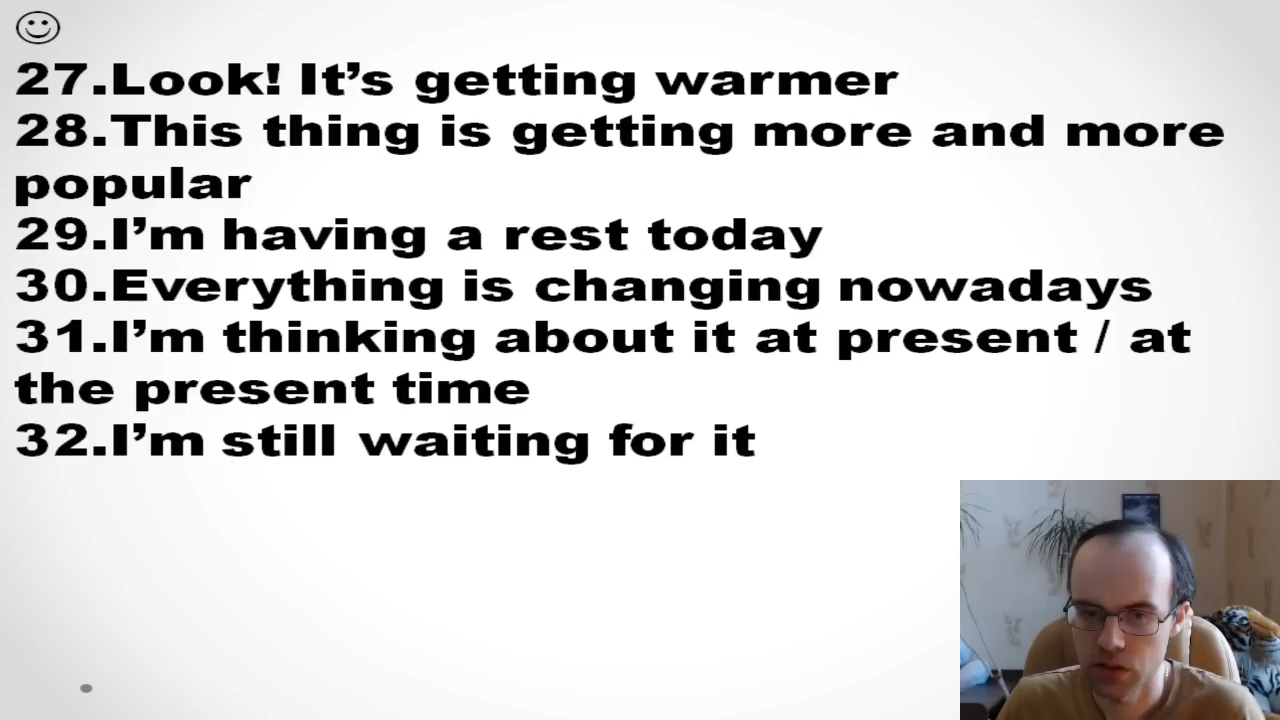 27.Look! It’s getting warmer
28.This thing is getting more and more
popular
29.I’m having a rest today
30.Everything is changing nowadays
31.I’m thinking about it at present / at
the present time
32.I’m still waiting for it